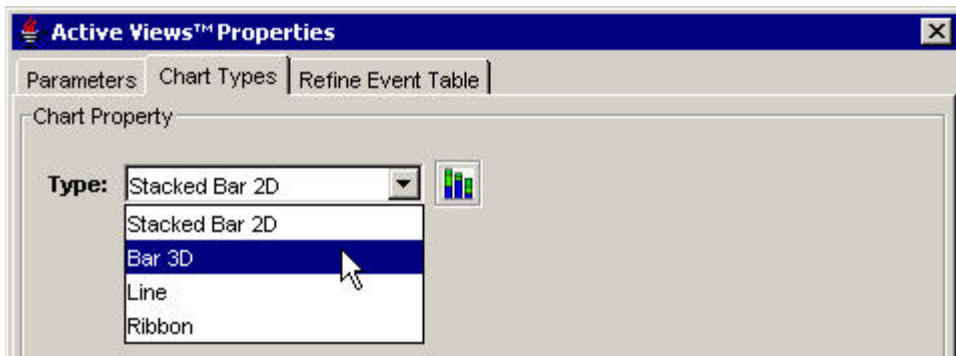 Active Views™ Properties
Parameters Chart Types Refine Event Table
Chart Property
Type: Stacked Bar 2D
Stacked Bar 2D
Bar 3D
Line
Ribbon